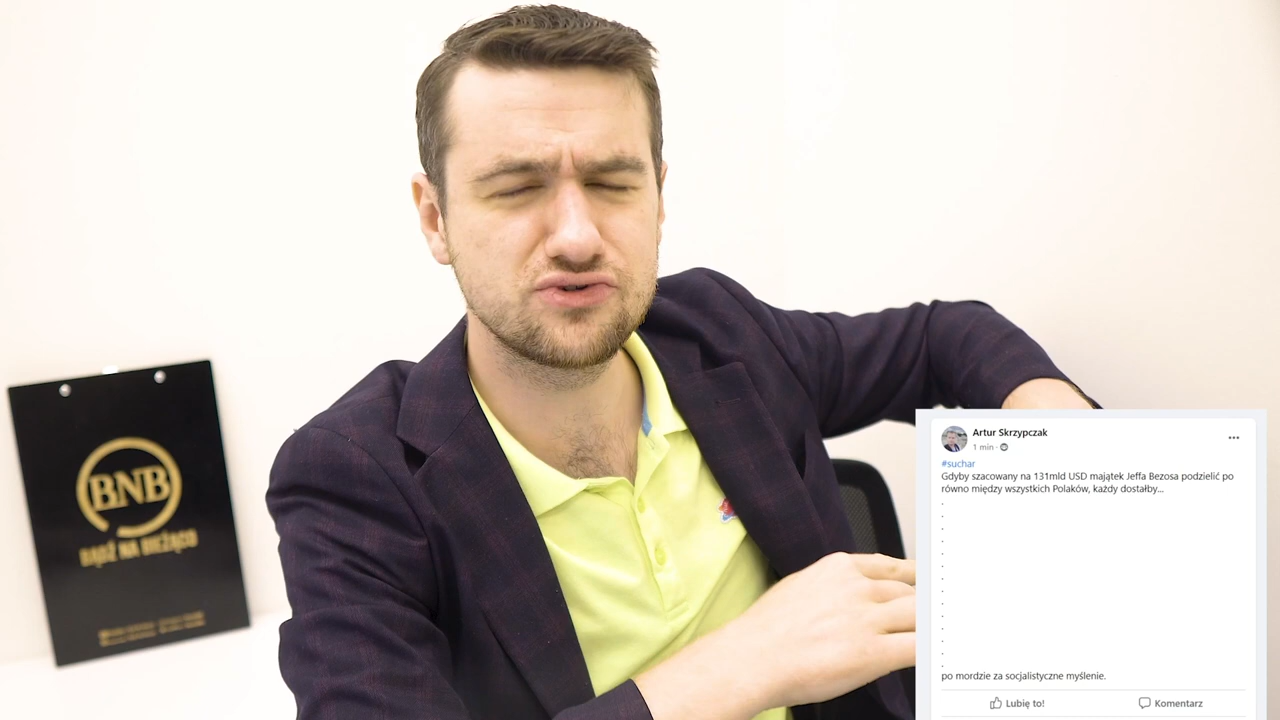 BNB
BĄDŹ NA BIEŻĄCO
Artur Skrzypczak
1 min ·
#suchar
Gdyby szacowany na 131mld USD majątek Jeffa Bezosa podzielić po
równo między wszystkich Polaków, każdy dostałby...
.
.
.
.
.
.
.
.
.
.
.
.
.
.
po mordzie za socjalistyczne myślenie.
Lubię to!
Komentarz